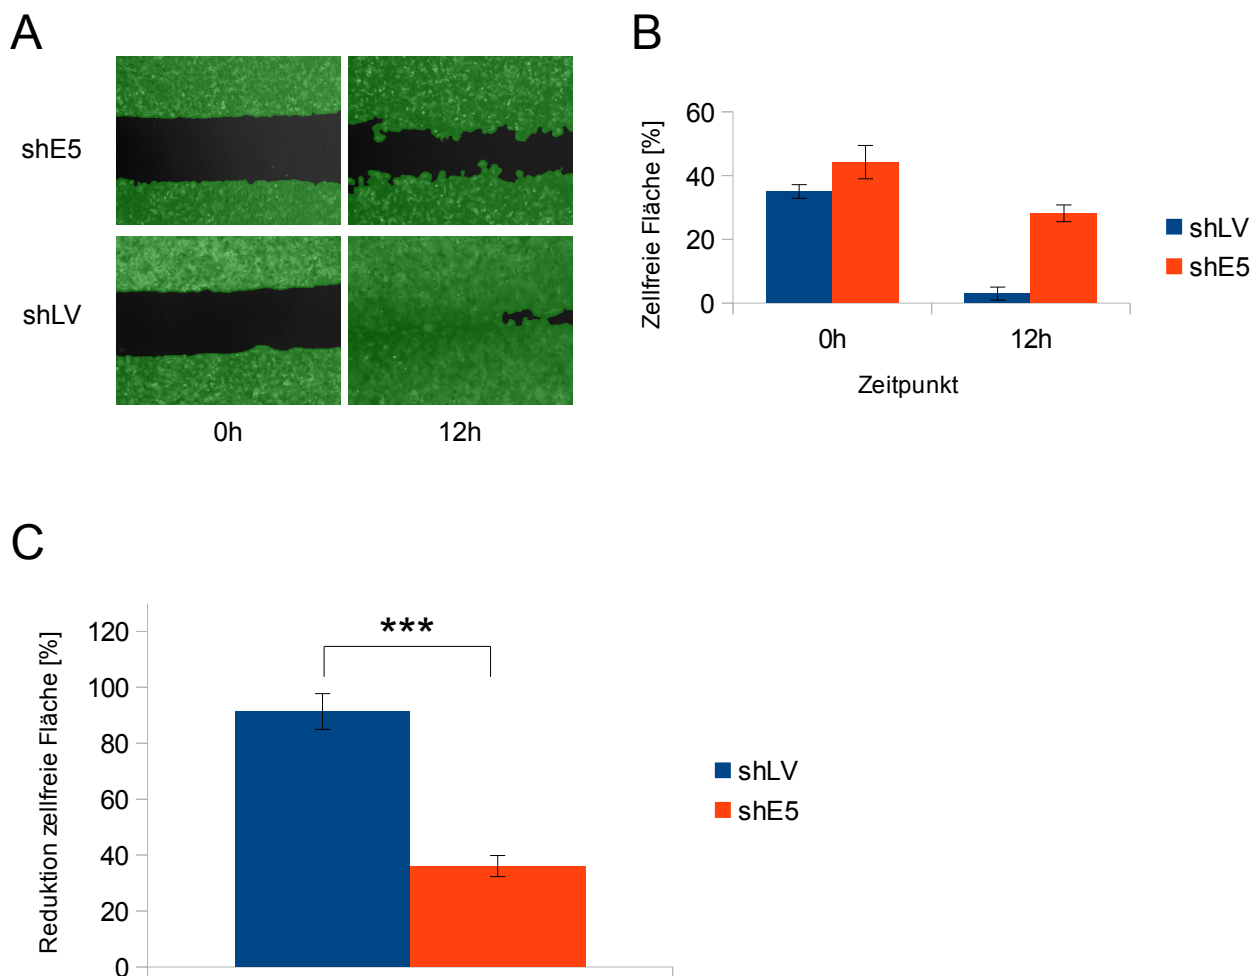 A
shE5
shLV
0h
12h
B
Zellfreie Fläche [%]
60
40
20
0
0h
12h
Zeitpunkt
shLV
shE5
C
Reduktion zellfreie Fläche [%]
120
100
80
60
40
20
0
***
shLV
shE5